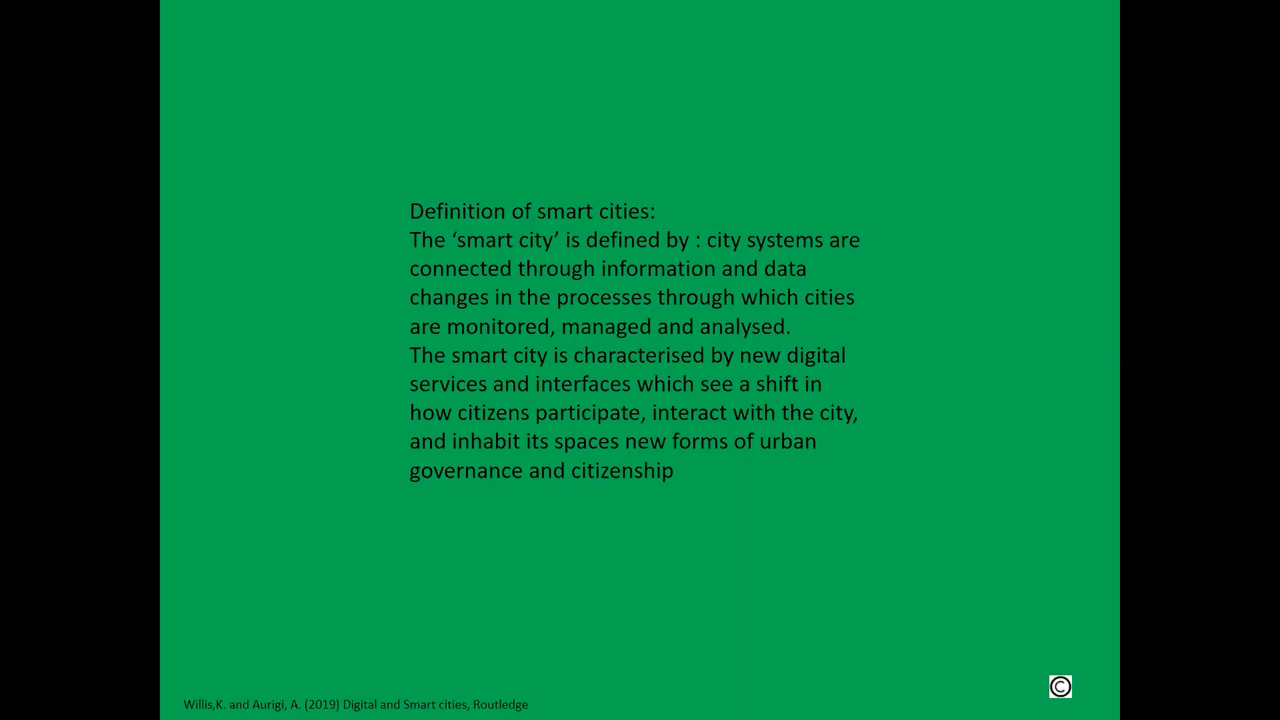 Definition of smart cities:
The ‘smart city’ is defined by : city systems are
connected through information and data
changes in the processes through which cities
are monitored, managed and analysed.
The smart city is characterised by new digital
services and interfaces which see a shift in
how citizens participate, interact with the city,
and inhabit its spaces new forms of urban
governance and citizenship
©
Willis,K. and Aurigi, A. (2019) Digital and Smart cities, Routledge